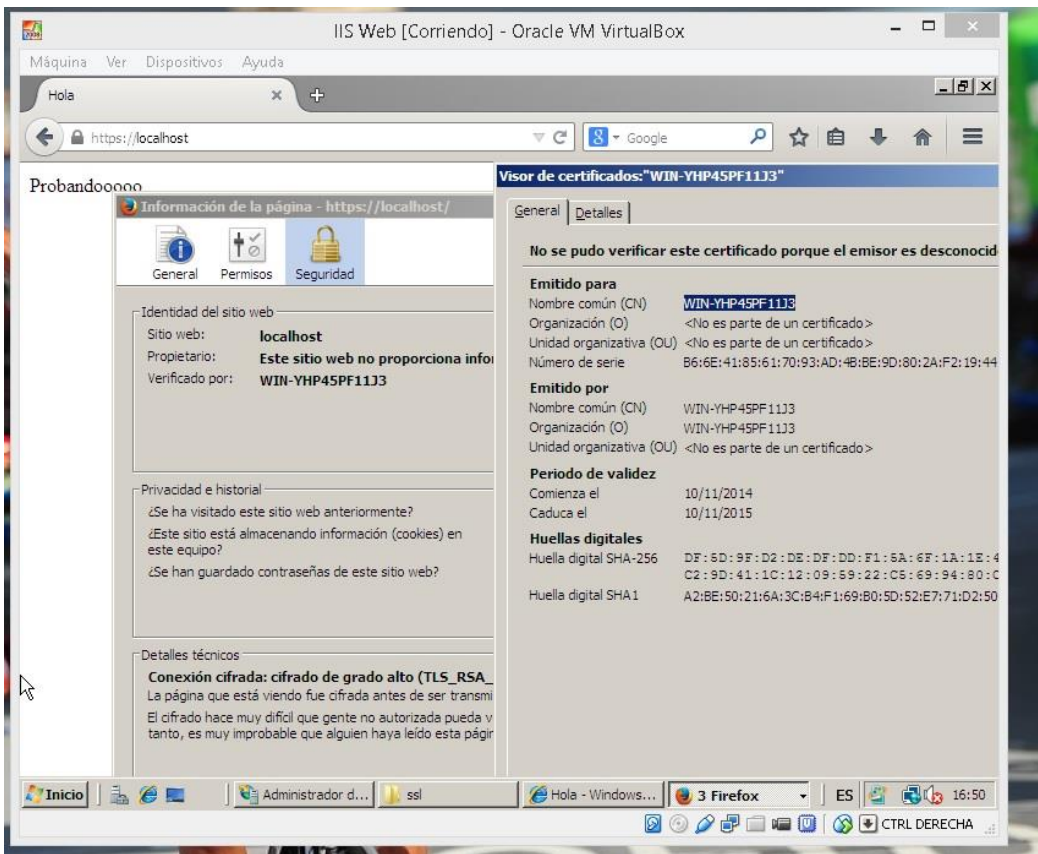 IIS Web [Corriendo] - Oracle VM VirtualBox
Máquina Ver Dispositivos Ayuda
Hola
https://localhost
Google
Probandooooo
Información de la página - https://localhost/
General Permisos Seguridad
Identidad del sitio web
Sitio web: localhost
Propietario: Este sitio web no proporciona
Verificado por: WIN-YHP45PF11J3
Privacidad e historial
¿Se ha visitado este sitio web anteriormente?
¿Este sitio está almacenando información (cookies) en
este equipo?
¿Se han guardado contraseñas de este sitio web?
Detalles técnicos
Conexión cifrada: cifrado de grado alto (TLS_RSA_
La página que está viendo fue cifrada antes de ser
El cifrado hace muy difícil que gente no autorizada pueda v
tanto, es muy improbable que alguien haya leído esta
Visor de certificados:"WIN-YHP45PF11J3"
General Detalles
No se pudo verificar este certificado porque el emisor es desconocid
Emitido para
Nombre común (CN) WIN-YHP45PF11J3
Organización (O) <No es parte de un certificado>
Unidad organizativa (OU) <No es parte de un certificado>
Número de serie B6:6E:41:85:61:70:93:AD:4B:BE:9D:80:2A:F2:19:44
Emitido por
Nombre común (CN) WIN-YHP45PF11J3
Organización (O) WIN-YHP45PF11J3
Unidad organizativa (OU) <No es parte de un certificado>
Periodo de validez
Comienza el 10/11/2014
Caduca el 10/11/2015
Huellas digitales
Huella digital SHA-256 DF:5D:9F:D2:DE:DF:DD:F1:5A:6F:1A:1E:4
C2:9D:41:1C:12:09:59:22:C5:69:94:80:C
Huella digital SHA1 A2:BE:50:21:6A:3C:B4:F1:69:B0:5D:52:E7:71:D2:50
Inicio Administrador d... ssl Hola - Windows... 3 Firefox ES 16:50
CTRL DERECHA